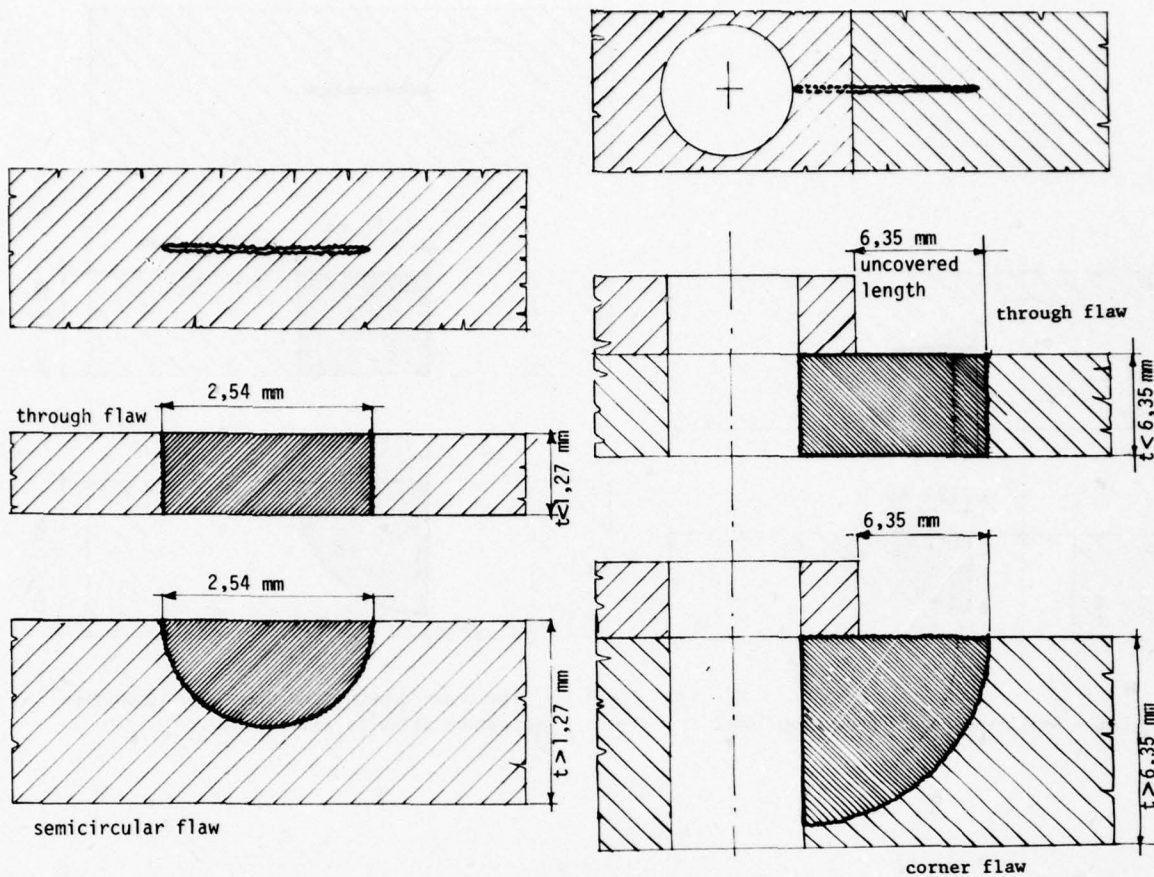 through flaw
2,54 mm
t<1,27 mm
2,54 mm
t>1,27 mm
semicircular flaw
6,35 mm
uncovered
length
through flaw
t<6,35 mm
6,35 mm
t>6,35 mm
corner flaw